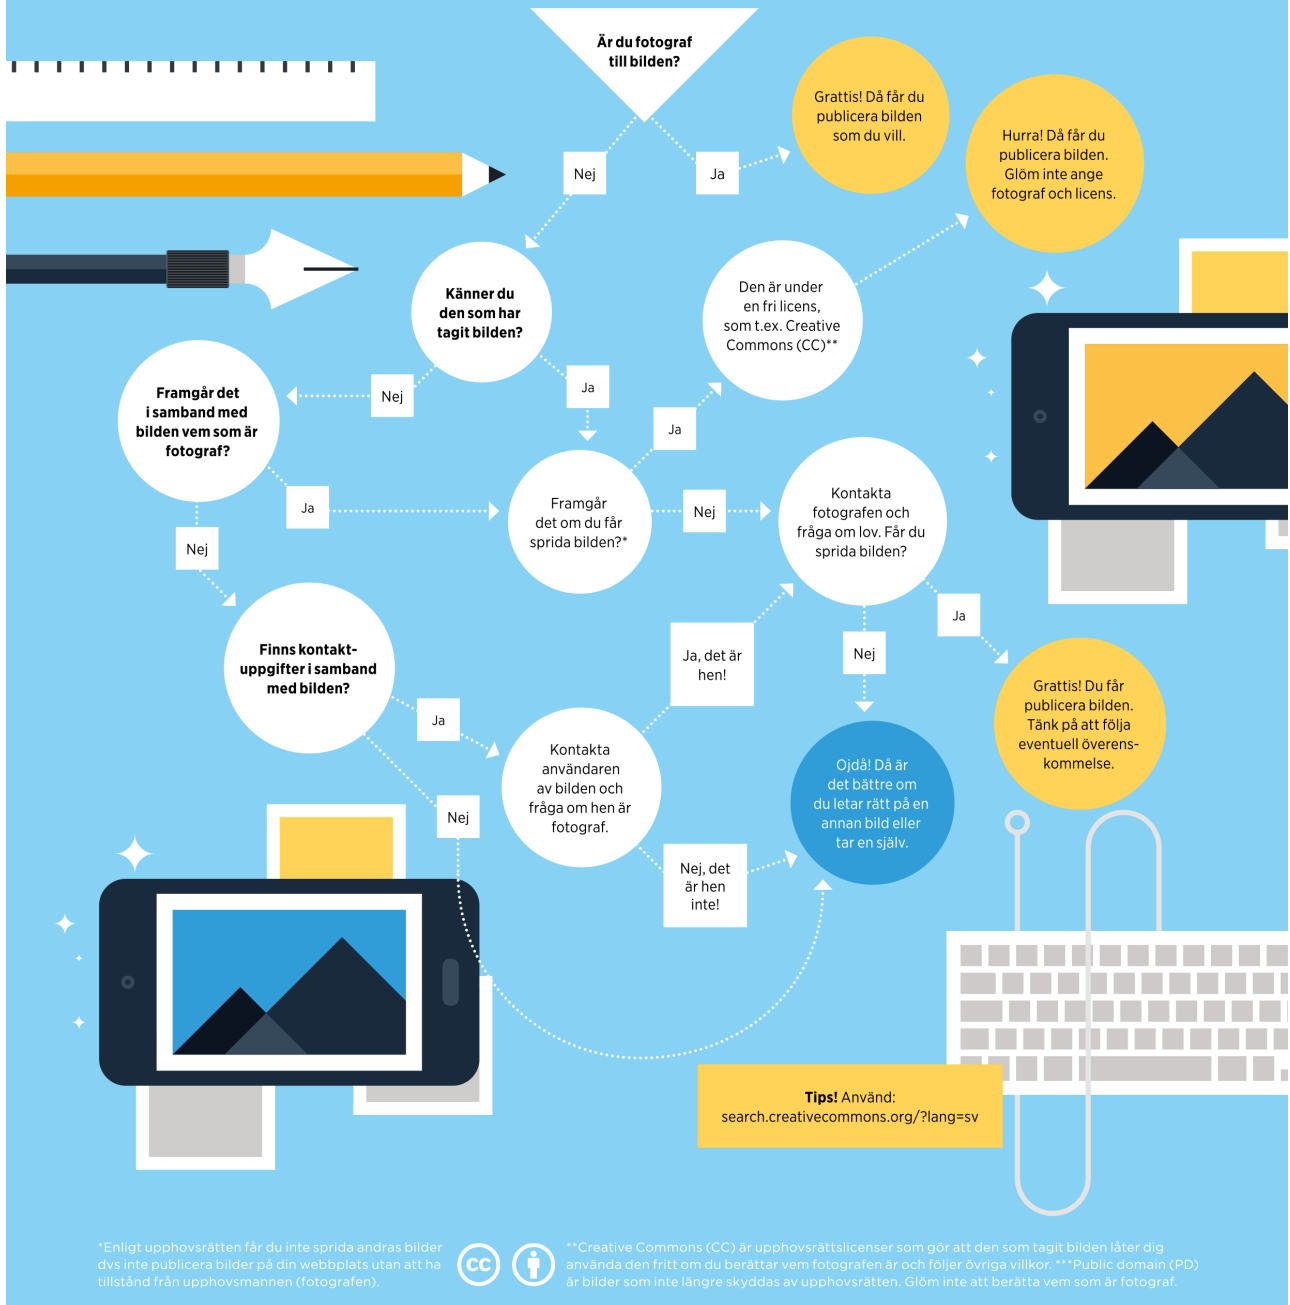 Är du fotograf
till bilden?
Grattis! Då får du
publicera bilden
som du vill.
Hurra! Då får du
publicera bilden.
Glöm inte ange
fotograf och licens.
Nej
Ja
Känner du
den som har
tagit bilden?
Den är under
en fri licens,
som t.ex. Creative
Commons (CC)**
Nej
Ja
Ja
Framgår det
i samband med
bilden vem som är
fotograf?
Ja
Nej
Framgår
det om du får
sprida bilden?*
Nej
Kontakta
fotografen och
fråga om lov. Får du
sprida bilden?
Ja
Nej
Finns kontakt-
uppgifter i samband
med bilden?
Ja, det är
hen!
Grattis! Du får
publicera bilden.
Tänk på att följa
eventuell överens-
kommelse.
Ja
Nej
Kontakta
användaren
av bilden och
fråga om hen är
fotograf.
Ojdå! Då är
det bättre om
du letar rätt på en
annan bild eller
tar en själv.
Nej, det
är hen
inte!
Tips! Använd:
search.creativecommons.org/?lang=sv
*Enligt upphovsrätten får du inte sprida andras bilder
dvs inte publicera bilder på din webbplats utan att ha
tillstånd från upphovsmannen (fotografen).
CC
**Creative Commons (CC) är upphovsrättslicenser som gör att den som tagit bilden låter dig
använda den fritt om du berättar vem fotografen är och följer övriga villkor. ***Public domain (PD)
är bilder som inte längre skyddas av upphovsrätten. Glöm inte att berätta vem som är fotograf.